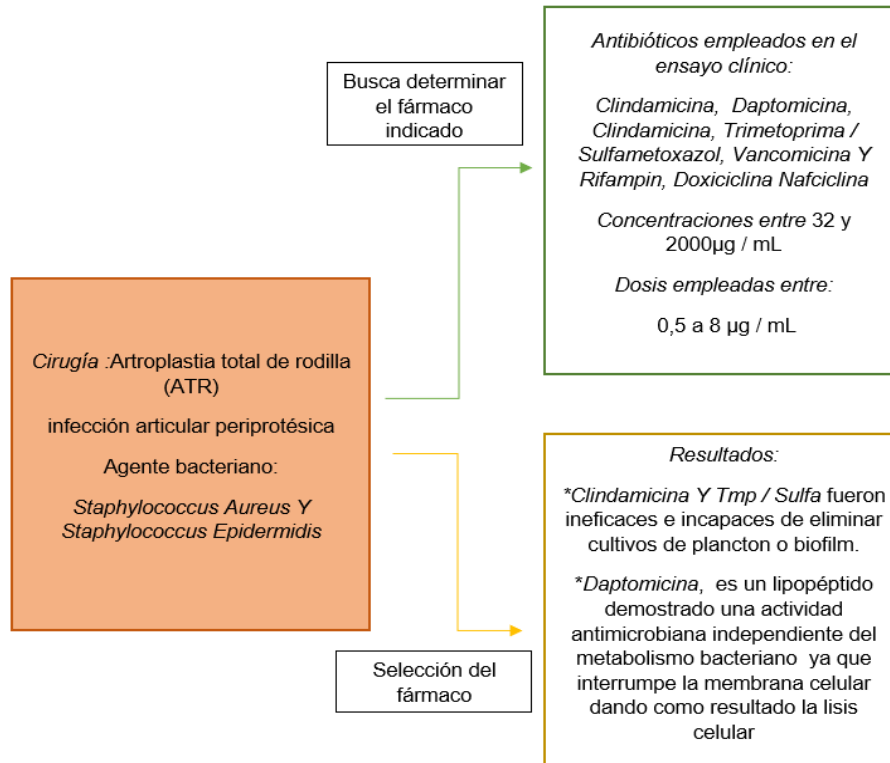 Busca determinar
el fármaco
indicado
Antibióticos empleados en el
ensayo clínico:
Clindamicina, Daptomicina,
Clindamicina, Trimetoprima /
Sulfametoxazol, Vancomicina Y
Rifampin, Doxiciclina Nafciclina
Concentraciones entre 32 y
2000µg / mL
Dosis empleadas entre:
0,5 a 8 µg / mL
Cirugía :Artroplastia total de rodilla
(ATR)
infección articular periprotésica
Agente bacteriano:
Staphylococcus Aureus Y
Staphylococcus Epidermidis
Selección del
fármaco
Resultados:
*Clindamicina Y Tmp / Sulfa fueron
ineficaces e incapaces de eliminar
cultivos de plancton o biofilm.
*Daptomicina, es un lipopéptido
demostrado una actividad
antimicrobiana independiente del
metabolismo bacteriano ya que
interrumpe la membrana celular
dando como resultado la lisis
celular